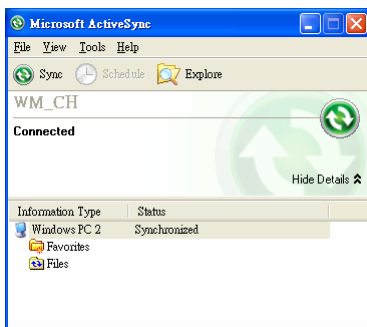 Microsoft ActiveSync
File View Tools Help
Sync Schedule Explore
WM_CH
Connected
Hide Details
Information Type Status
Windows PC 2 Synchronized
Favorites
Files